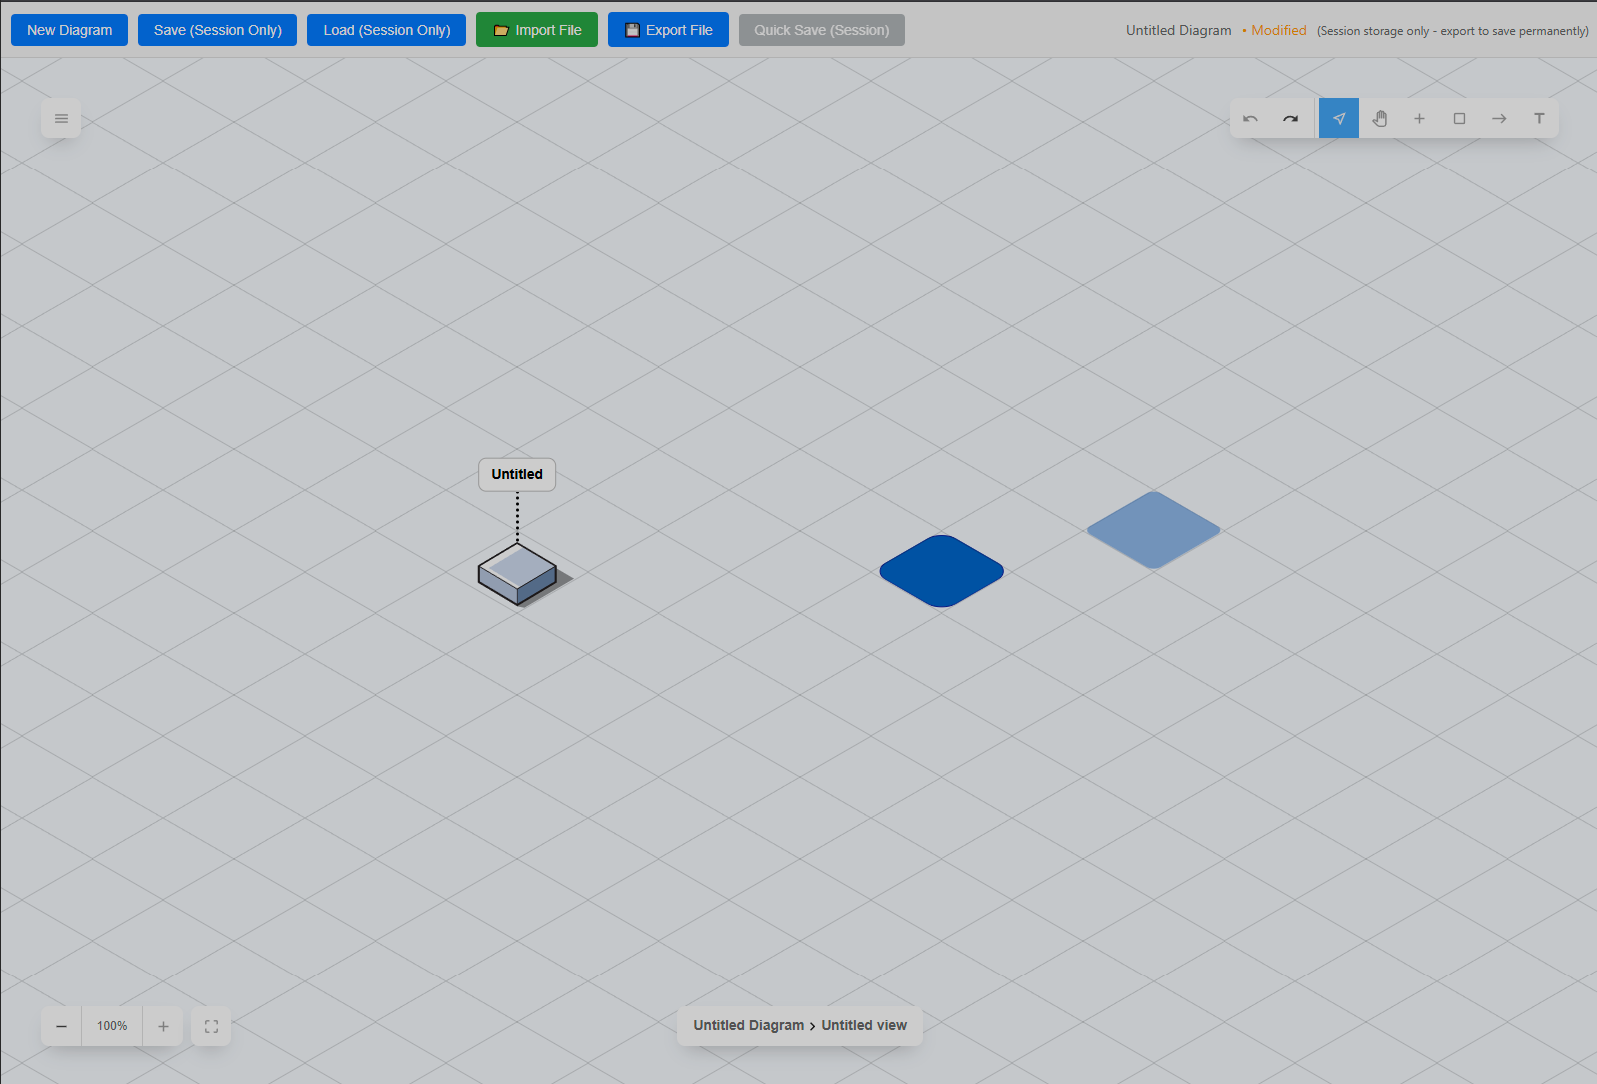 New Diagram
Save (Session Only)
Load (Session Only)
Import File
Export File
Quick Save (Session)
Untitled Diagram • Modified (Session storage only - export to save permanently)
T
Untitled
100%
Untitled Diagram › Untitled view